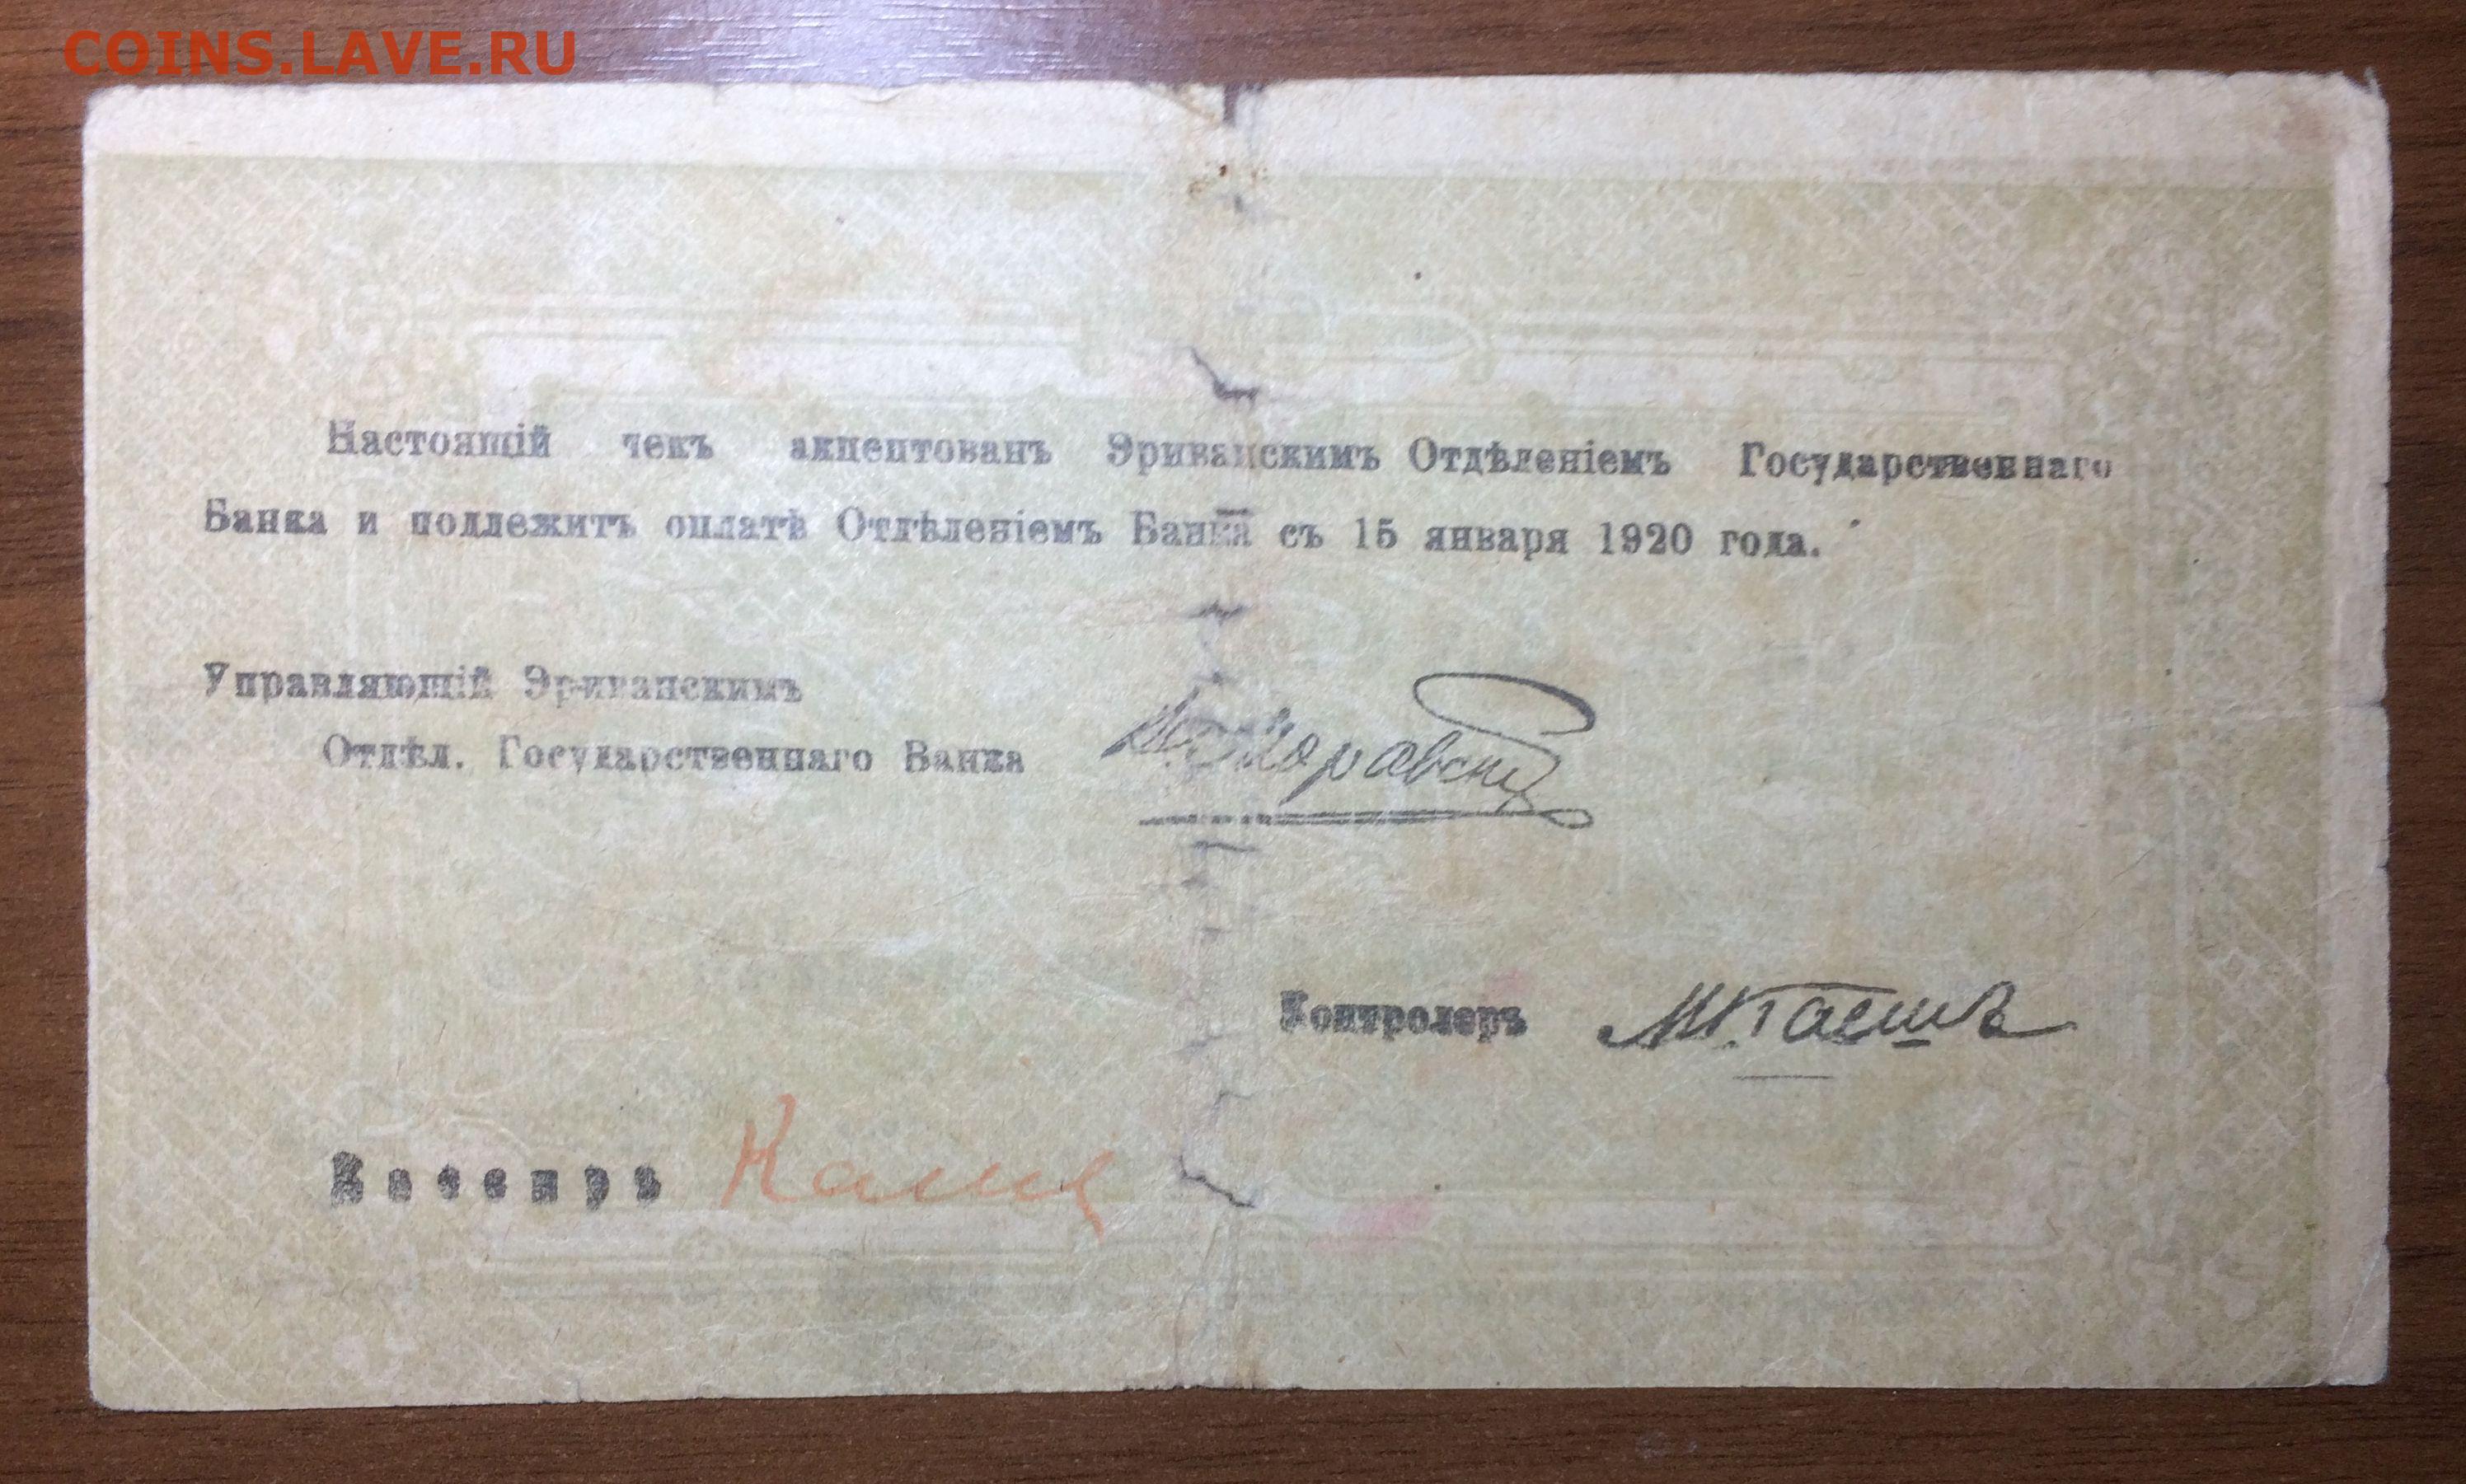 COINS.LAVE.RU
Настоящій чекъ акцептованъ Эриванскимъ Отдѣленіемъ Государственнаго
Банка и подлежитъ оплатѣ Отдѣленіемъ Банка съ 15 января 1920 года.
Управляющій Эриванскимъ
Отдѣл. Государственнаго Банка
Контролеръ
Кассиръ